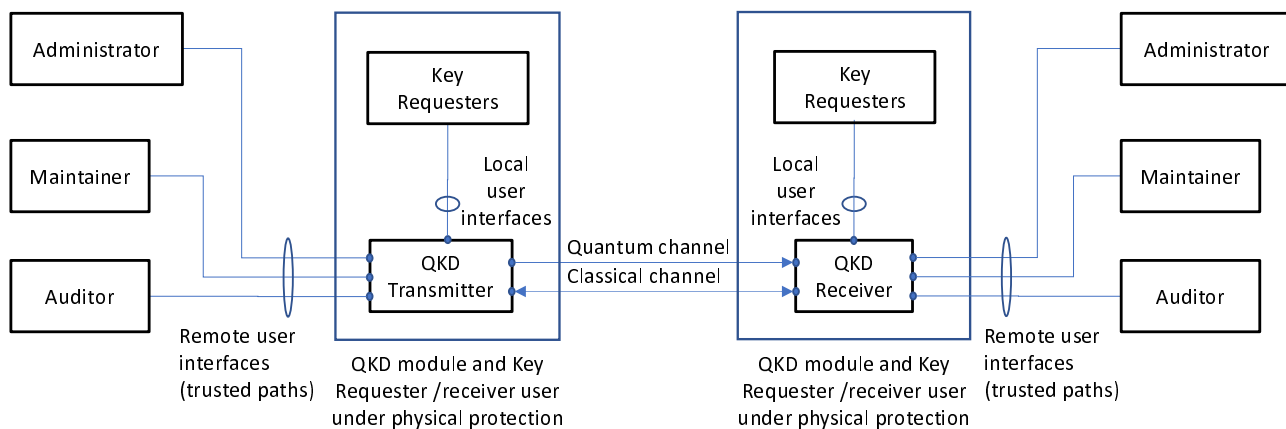 Administrator
Maintainer
Auditor
Remote user
interfaces
(trusted paths)
Key
Requesters
Local
user
interfaces
QKD
Transmitter
QKD module and Key
Requester /receiver user
under physical protection
Quantum channel
Classical channel
Key
Requesters
Local
user
interfaces
QKD
Receiver
QKD module and Key
Requester /receiver user
under physical protection
Administrator
Maintainer
Auditor
Remote user
interfaces
(trusted paths)